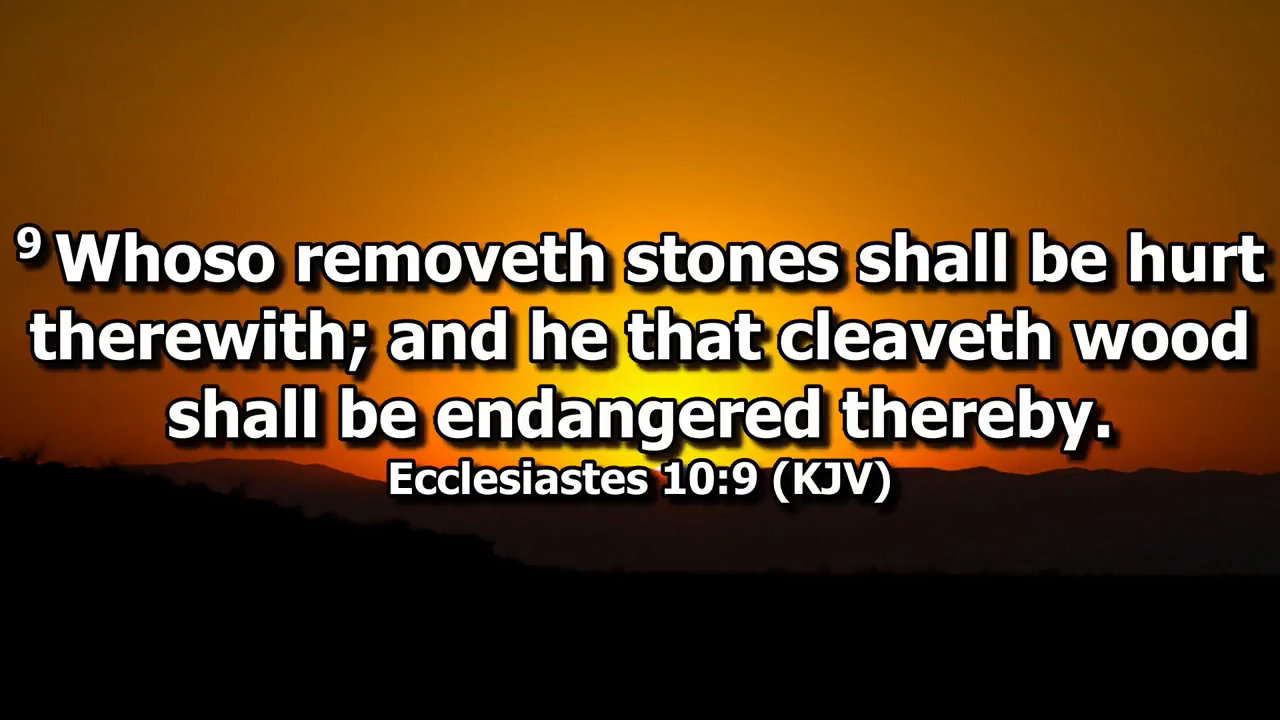 9 Whoso removeth stones shall be hurt
therewith; and he that cleaveth wood
shall be endangered thereby.
Ecclesiastes 10:9 (KJV)